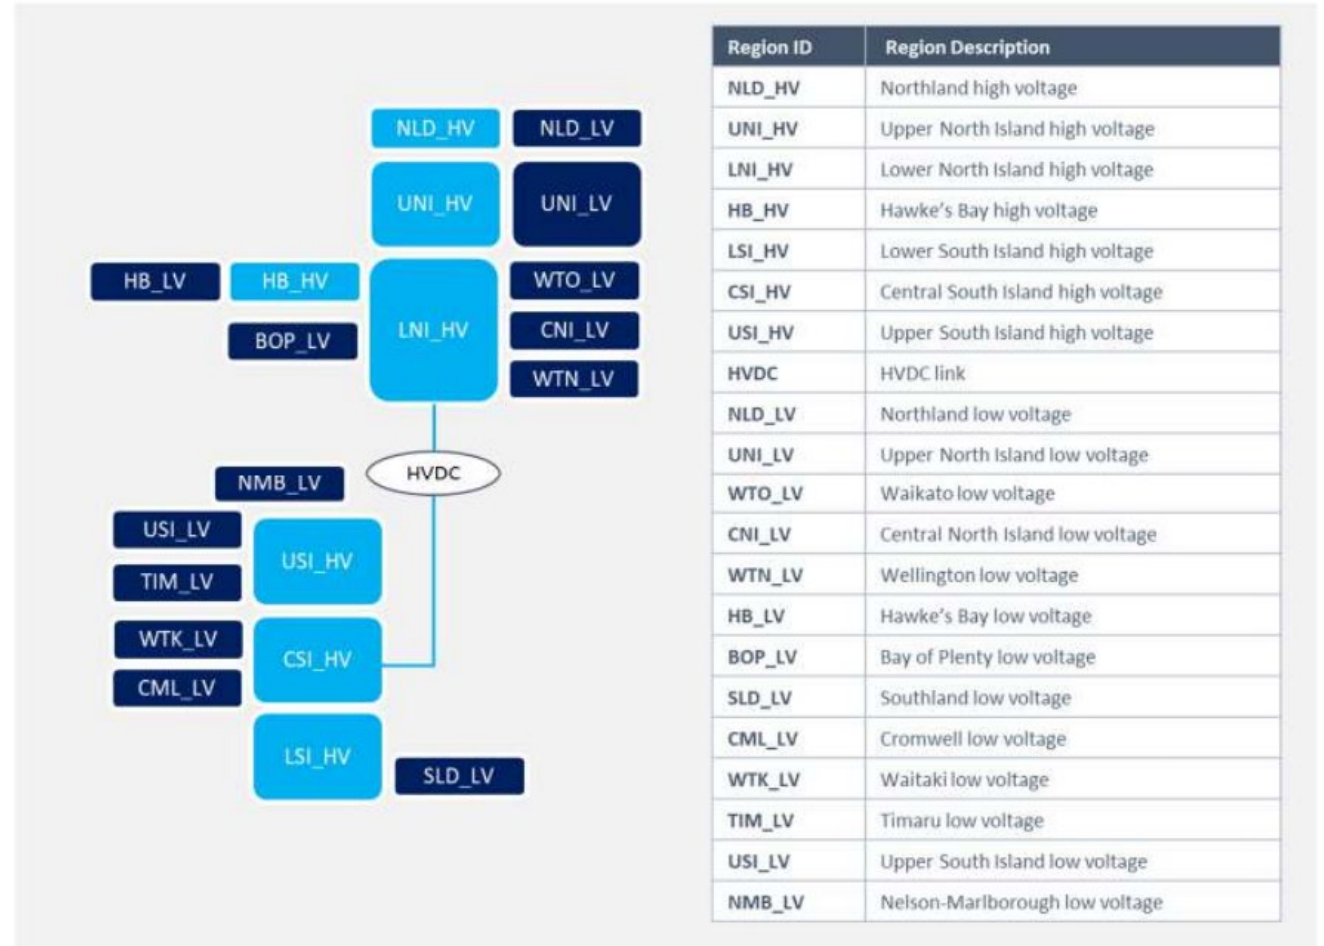 NLD_HV NLD_LV
UNI_HV UNI_LV
HB_LV HB_HV LNI_HV WTO_LV
BOP_LV CNI_LV
WTN_LV
HVDC
NMB_LV
USI_LV USI_HV
TIM_LV
WTK_LV CSI_HV
CML_LV
LSI_HV SLD_LV
Region ID Region Description
NLD_HV Northland high voltage
UNI_HV Upper North Island high voltage
LNI_HV Lower North Island high voltage
HB_HV Hawke's Bay high voltage
LSI_HV Lower South Island high voltage
CSI_HV Central South Island high voltage
USI_HV Upper South Island high voltage
HVDC HVDC link
NLD_LV Northland low voltage
UNI_LV Upper North Island low voltage
WTO_LV Waikato low voltage
CNI_LV Central North Island low voltage
WTN_LV Wellington low voltage
HB_LV Hawke's Bay low voltage
BOP_LV Bay of Plenty low voltage
SLD_LV Southland low voltage
CML_LV Cromwell low voltage
WTK_LV Waitaki low voltage
TIM_LV Timaru low voltage
USI_LV Upper South Island low voltage
NMB_LV Nelson-Marlborough low voltage